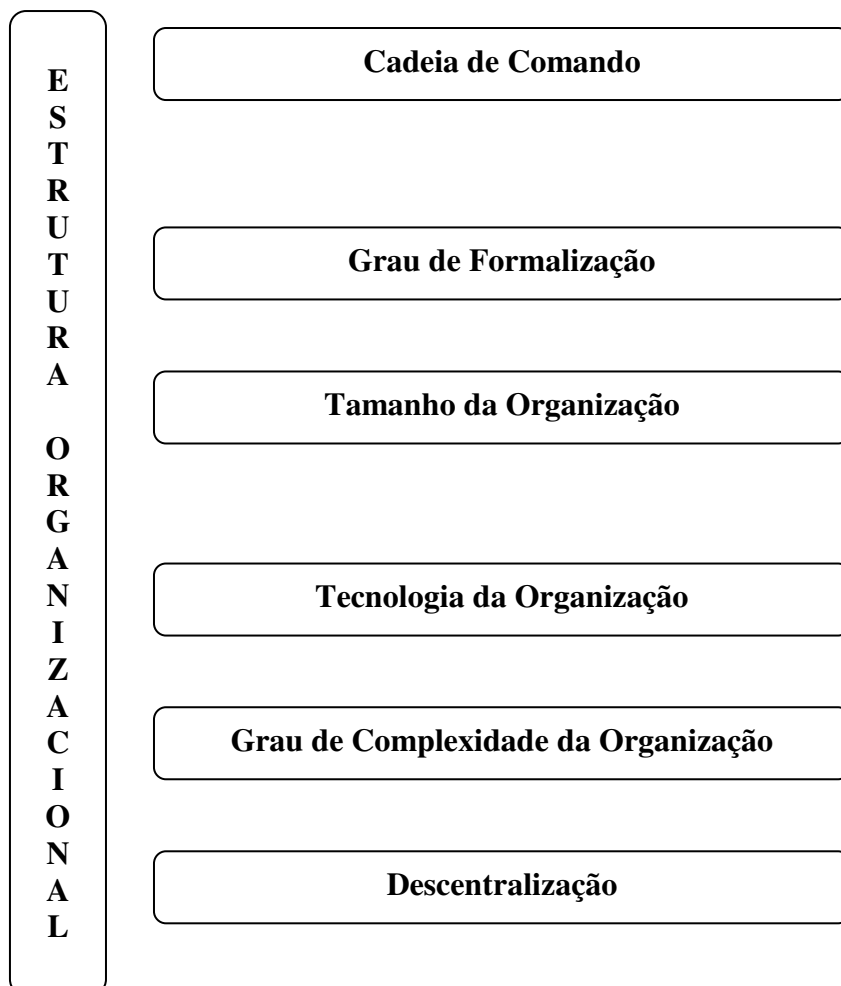 ESTRUTURA ORGANIZACIONAL
Cadeia de Comando
Grau de Formalização
Tamanho da Organização
Tecnologia da Organização
Grau de Complexidade da Organização
Descentralização